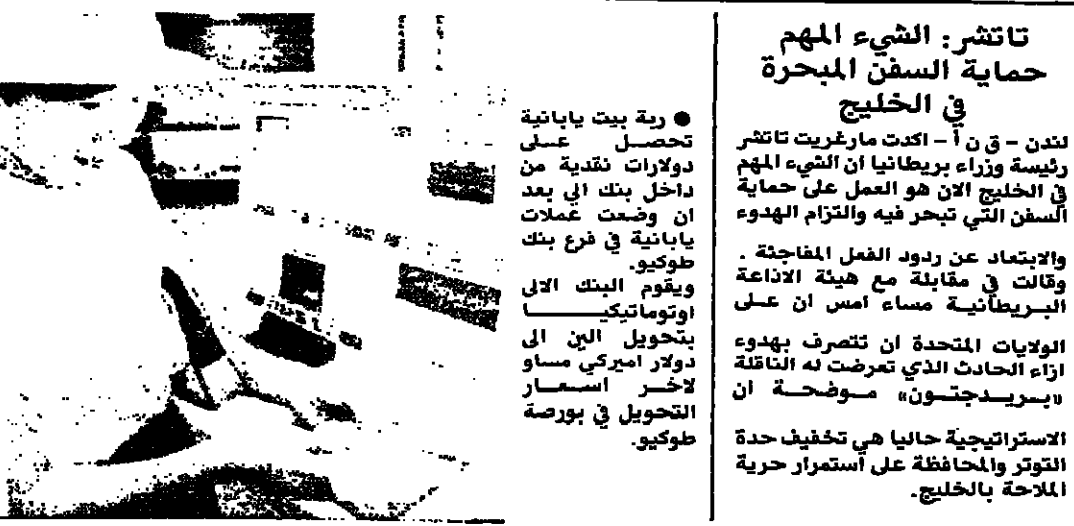 تاتشر: الشيء المهم
حماية السفن المبحرة
في الخليج
لندن - ق ن أ - اكدت مارغريت تاتشر
رئيسة وزراء بريطانيا ان الشيء المهم
في الخليج الان هو العمل على حماية
السفن التي تبحر فيه والتزام الهدوء
والابتعاد عن ردود الفعل المفاجئة .
وقالت في مقابلة مع هيئة الاذاعة
البريطانية مساء امس ان على
الولايات المتحدة ان تتصرف بهدوء
ازاء الحادث الذي تعرضت له الناقلة
«بريدجتون» موضحة ان
الاستراتيجية حاليا هي تخفيف حدة
التوتر والمحافظة على أستمرار حرية
الملاحة بالخليج.
● ربة بيت يابانية
تحصل على
دولارات نقدية من
داخل بنك الي بعد
ان وضعت عملات
يابانية في فرع بنك
طوكيو.
ويقوم البنك الالى
اوتوماتيكيا
بتحويل الين الى
دولار اميركي مساو
لاخر اسعار
التحويل في بورصة
طوكيو.